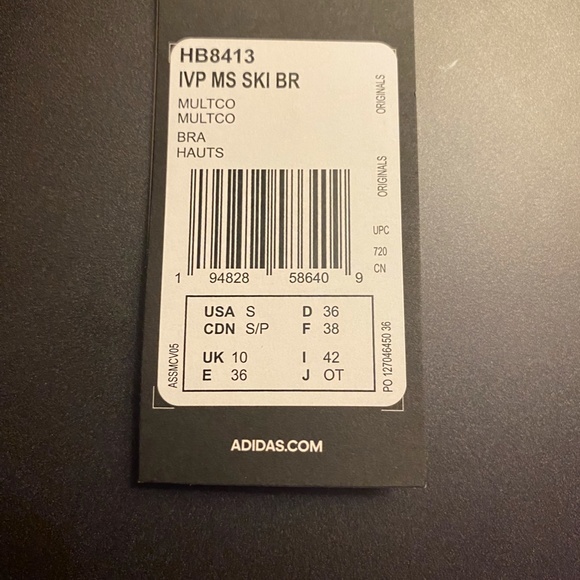 HB8413
IVP MS SKI BR
MULTCO
MULTCO
BRA
HAUTS
ORIGINALS
ORIGINALS
UPC
720
CN
1 94828 58640 9
USA S D 36
CDN S/P F 38
UK 10 I 42
E 36 J OT
ASSMCV05
PO 127046450 36
ADIDAS.COM